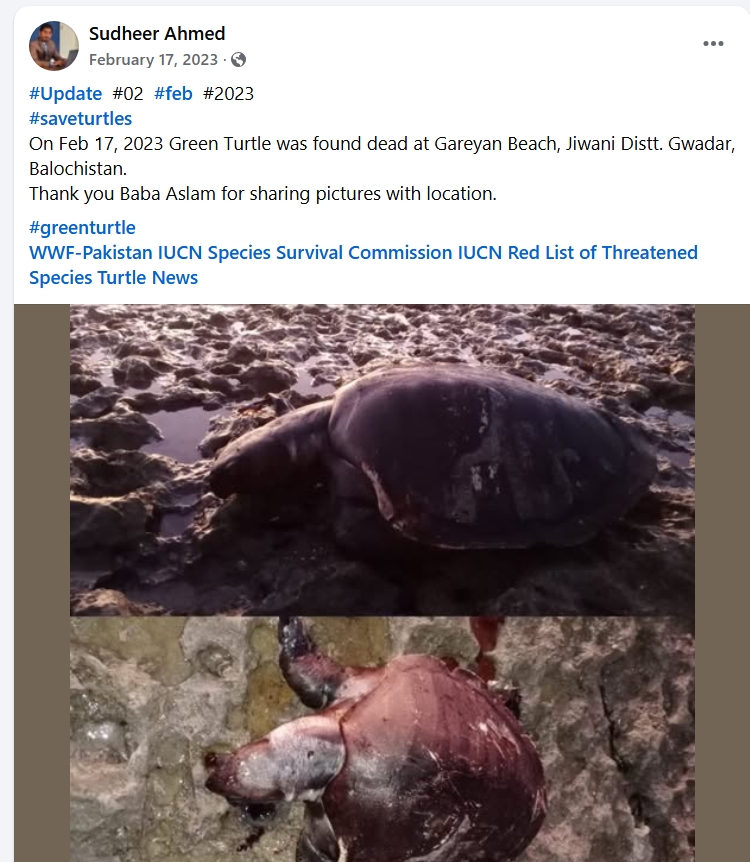 Sudheer Ahmed
February 17, 2023 ·
#Update #02 #feb #2023
#saveturtles
On Feb 17, 2023 Green Turtle was found dead at Gareyan Beach, Jiwani Distt. Gwadar,
Balochistan.
Thank you Baba Aslam for sharing pictures with location.
#greenturtle
WWF-Pakistan IUCN Species Survival Commission IUCN Red List of Threatened
Species Turtle News